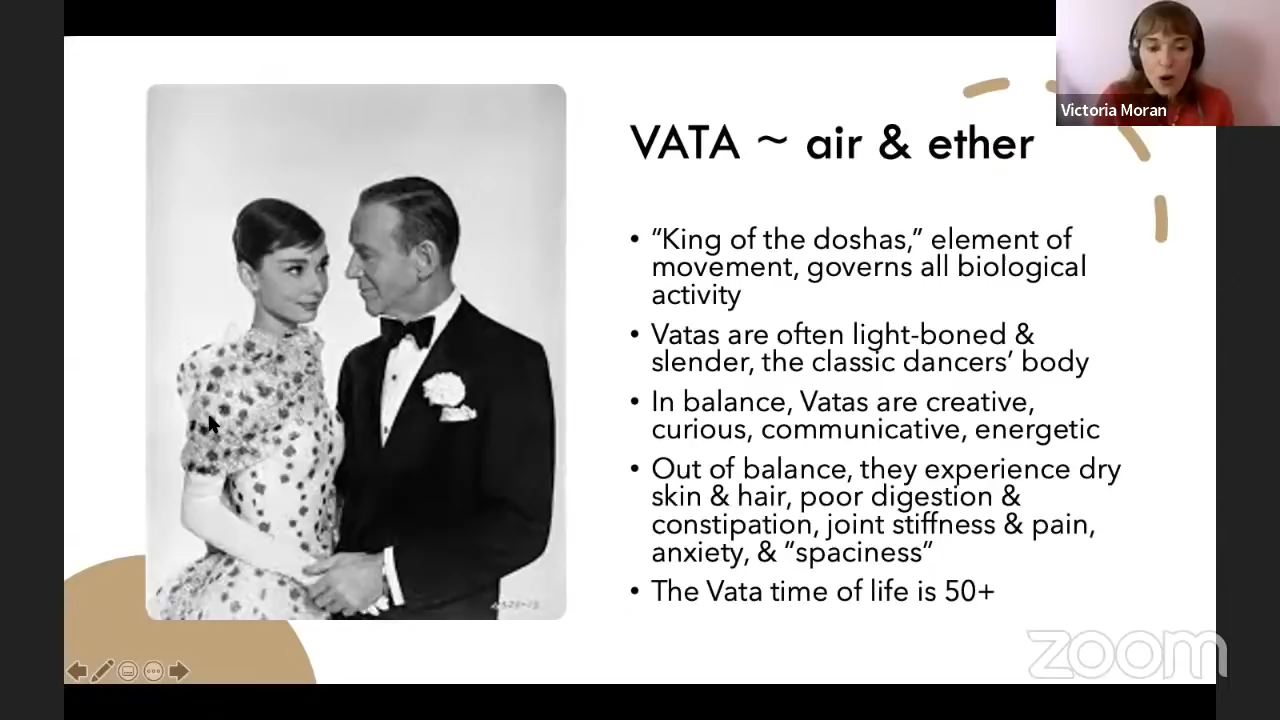 Victoria Moran
VATA ~ air & ether
• “King of the doshas,” element of
movement, governs all biological
activity
• Vatas are often light-boned &
slender, the classic dancers’ body
• In balance, Vatas are creative,
curious, communicative, energetic
• Out of balance, they experience dry
skin & hair, poor digestion &
constipation, joint stiffness & pain,
anxiety, & “spaciness”
• The Vata time of life is 50+
zoom